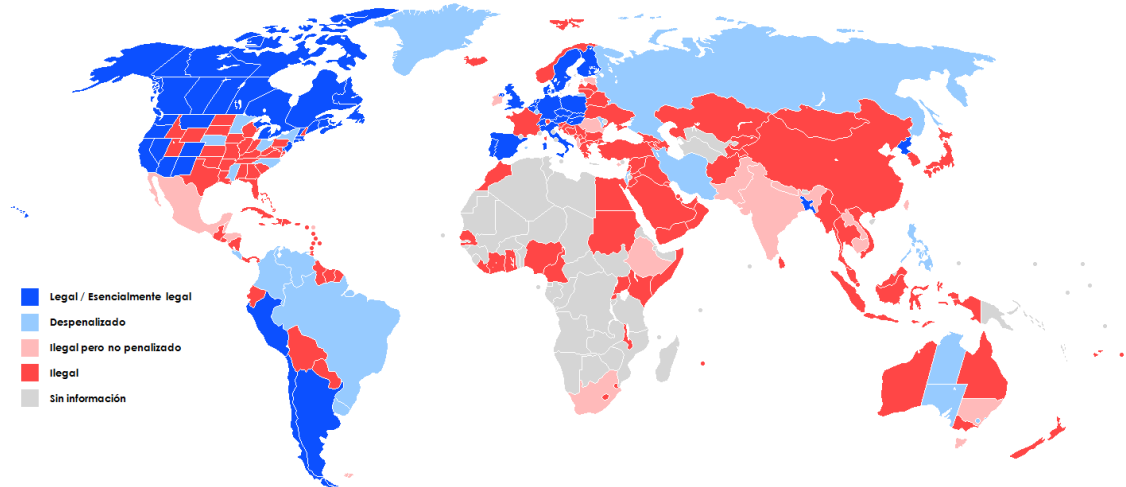 Legal / Esencialmente legal
Despenalizado
Ilegal pero no penalizado
Ilegal
Sin información